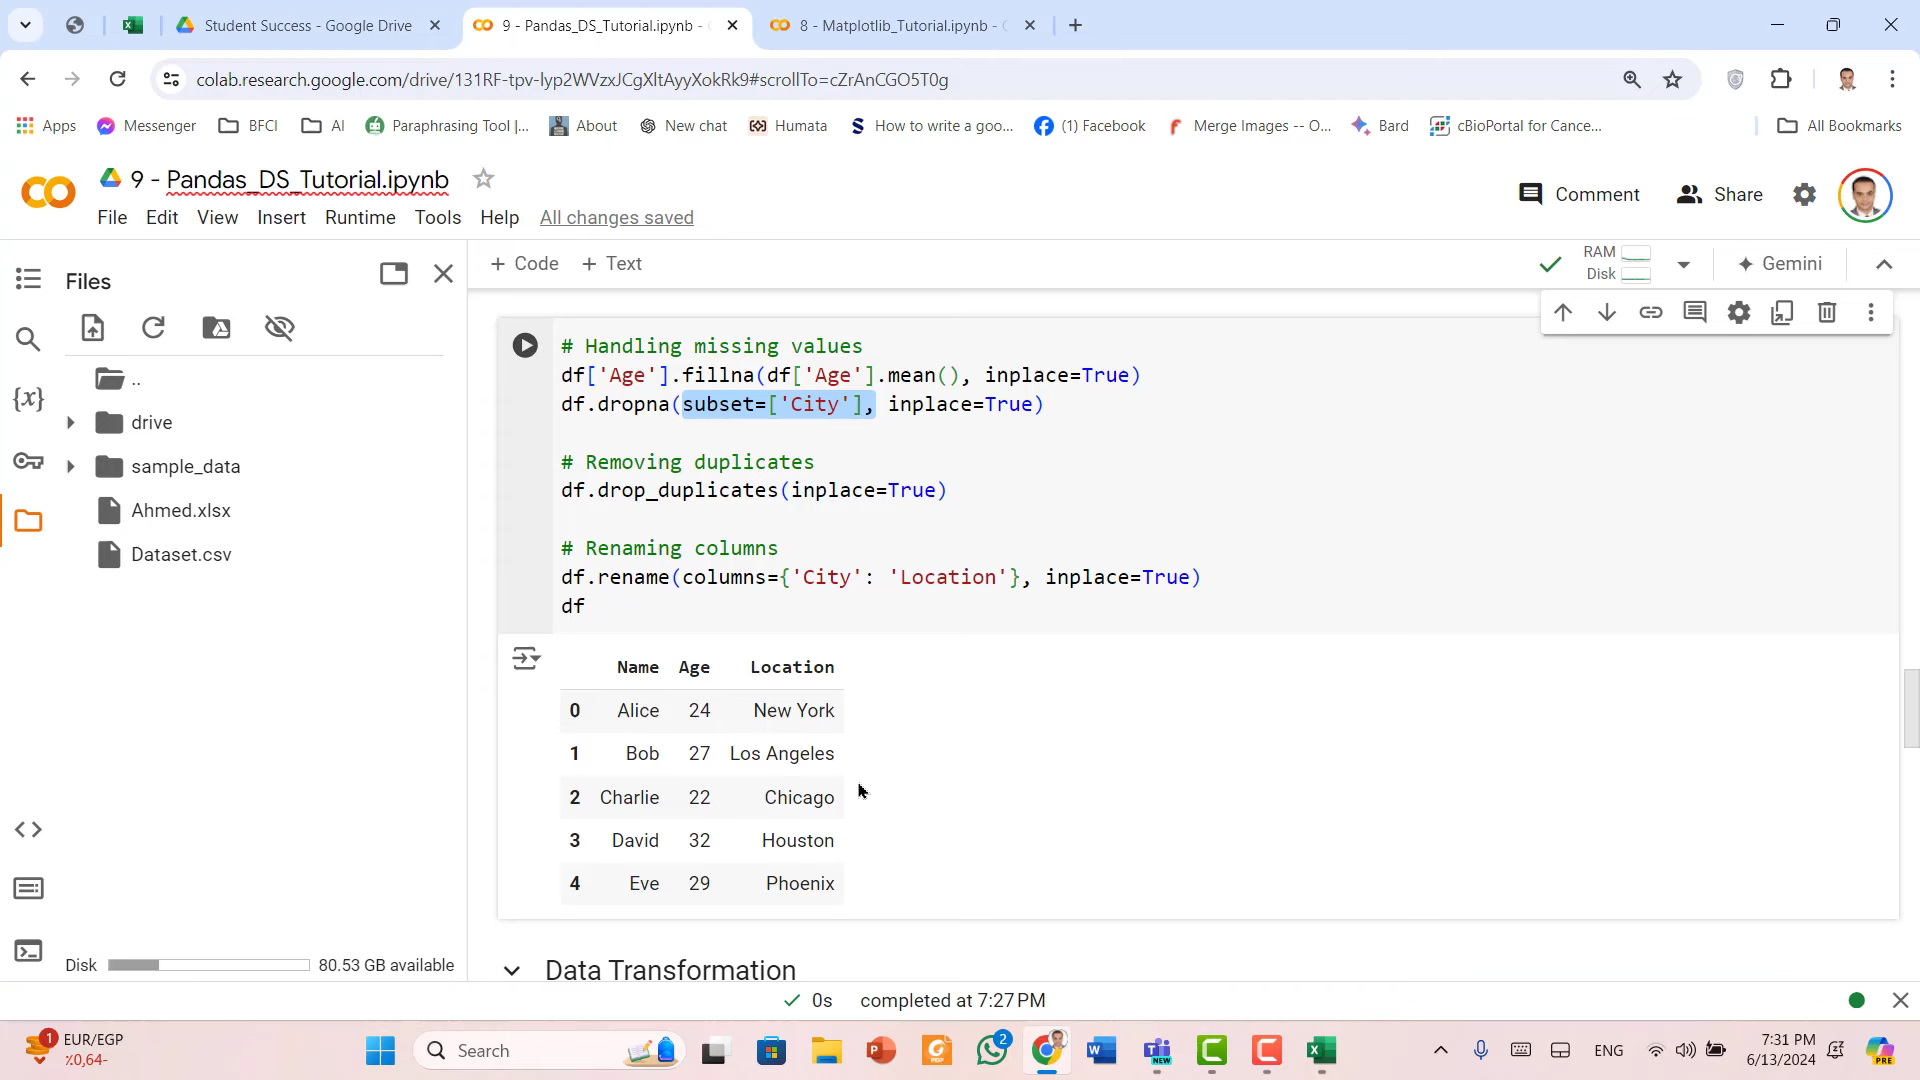 Student Success - Google Drive
9 - Pandas_DS_Tutorial.ipynb -
8 - Matplotlib_Tutorial.ipynb -
colab.research.google.com/drive/131RF-tpv-lyp2WVzxJCgXltAyyXokRk9#scrollTo=cZrAnCGO5T0g
Apps
Messenger
BFCI
AI
Paraphrasing Tool |...
About
New chat
Humata
How to write a goo...
(1) Facebook
Merge Images -- O...
Bard
cBioPortal for Cance...
All Bookmarks
9 - Pandas_DS_Tutorial.ipynb
Comment
Share
File Edit View Insert Runtime Tools Help All changes saved
Files
+ Code + Text
RAM
Disk
Gemini
..
drive
sample_data
Ahmed.xlsx
Dataset.csv
# Handling missing values
df['Age'].fillna(df['Age'].mean(), inplace=True)
df.dropna(subset=['City'], inplace=True)
# Removing duplicates
df.drop_duplicates(inplace=True)
# Renaming columns
df.rename(columns={'City': 'Location'}, inplace=True)
df
Name Age Location
0 Alice 24 New York
1 Bob 27 Los Angeles
2 Charlie 22 Chicago
3 David 32 Houston
4 Eve 29 Phoenix
Data Transformation
Disk 80.53 GB available
0s completed at 7:27 PM
1
EUR/EGP
٪0,64-
Search
2
NEW
ENG
7:31 PM
6/13/2024
PRE